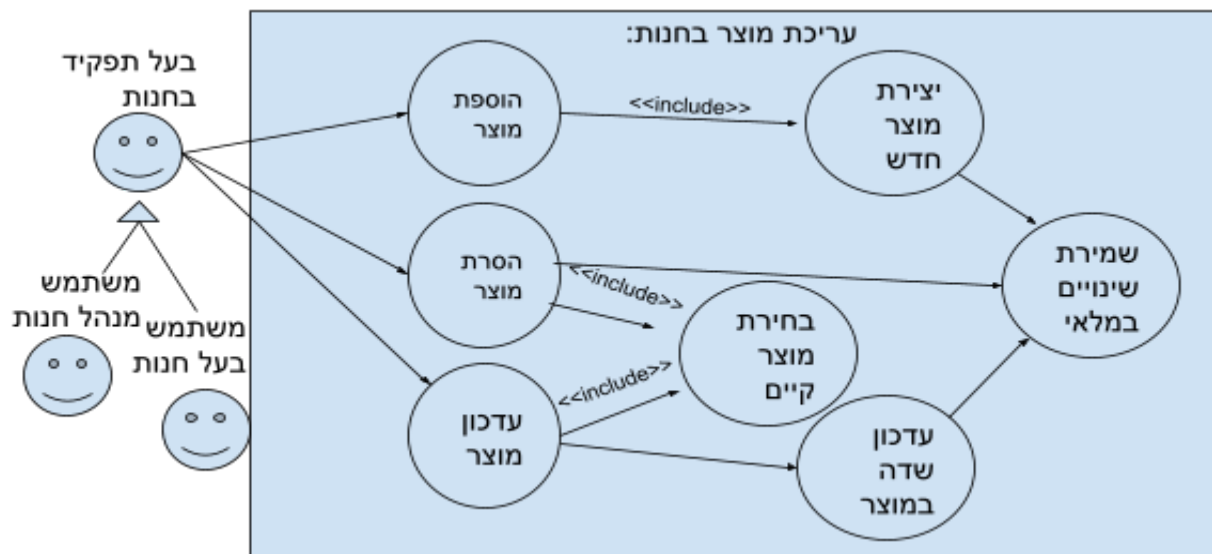 עריכת מוצר בחנות:
בעל תפקיד
בחנות
משתמש
מנהל חנות
משתמש
בעל חנות
הוספת
מוצר
<<include>>
יצירת
מוצר
חדש
הסרת
מוצר
<<include>>
בחירת
מוצר
קיים
שמירת
שינויים
במלאי
עדכון
מוצר
<<include>>
עדכון
שדה
במוצר